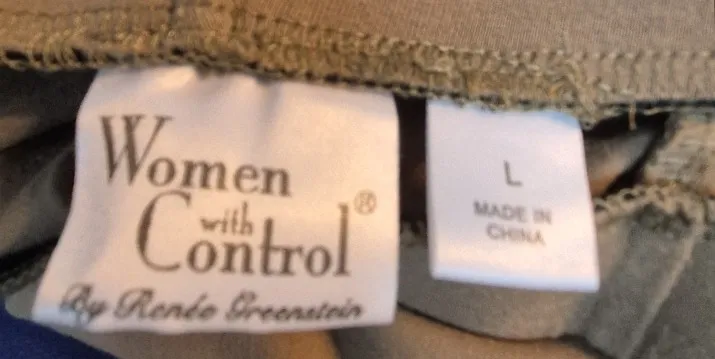 Women
with
Control®
By Renée Greenstein
L
MADE IN
CHINA